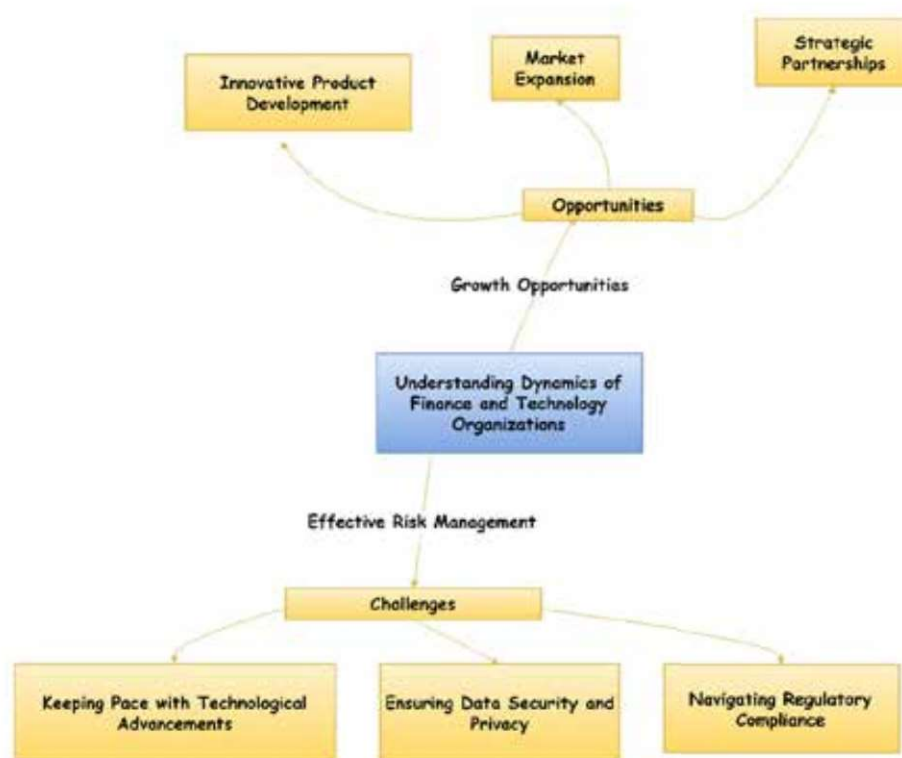 Innovative Product
Development
Market
Expansion
Strategic
Partnerships
Opportunities
Growth Opportunities
Understanding Dynamics of
Finance and Technology
Organizations
Effective Risk Management
Challenges
Keeping Pace with Technological
Advancements
Ensuring Data Security and
Privacy
Navigating Regulatory
Compliance